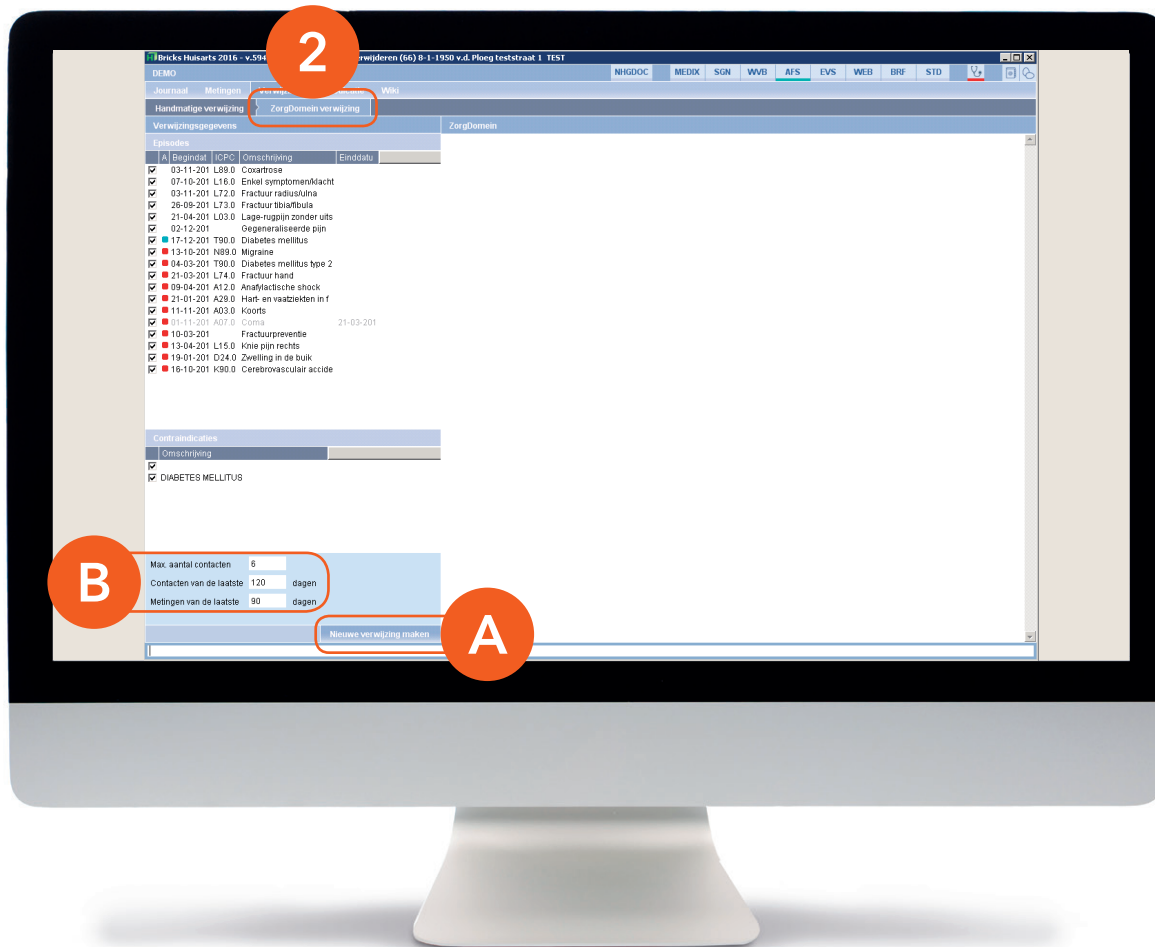 2
Bricks Huisarts 2016 - v.594 erwijderen (66) 8-1-1950 v.d. Ploeg teststraat 1 TEST
DEMO NHGDOC MEDIX SGN WVB AFS EVS WEB BRF STD
Journaal Metingen Wiki
Handmatige verwijzing ZorgDomein verwijzing
Verwijzingsgegevens ZorgDomein
Episodes
A Begindat ICPC Omschrijving Einddatu
03-11-201 L89.0 Coxartrose
07-10-201 L16.0 Enkel symptomen/klacht
03-11-201 L72.0 Fractuur radius/ulna
26-09-201 L73.0 Fractuur tibia/fibula
21-04-201 L03.0 Lage-rugpijn zonder uits
02-12-201 Gegeneraliseerde pijn
17-12-201 T90.0 Diabetes mellitus
13-10-201 N89.0 Migraine
04-03-201 T90.0 Diabetes mellitus type 2
21-03-201 L74.0 Fractuur hand
09-04-201 A12.0 Anafylactische shock
21-01-201 A29.0 Hart- en vaatziekten in f
11-11-201 A03.0 Koorts
01-11-201 A07.0 Coma 21-03-201
10-03-201 Fractuurpreventie
13-04-201 L15.0 Knie pijn rechts
19-01-201 D24.0 Zwelling in de buik
16-10-201 K90.0 Cerebrovasculair accide
Contraindicaties
Omschrijving
DIABETES MELLITUS
B
Max. aantal contacten 6
Contacten van de laatste 120 dagen
Metingen van de laatste 90 dagen
Nieuwe verwijzing maken
A